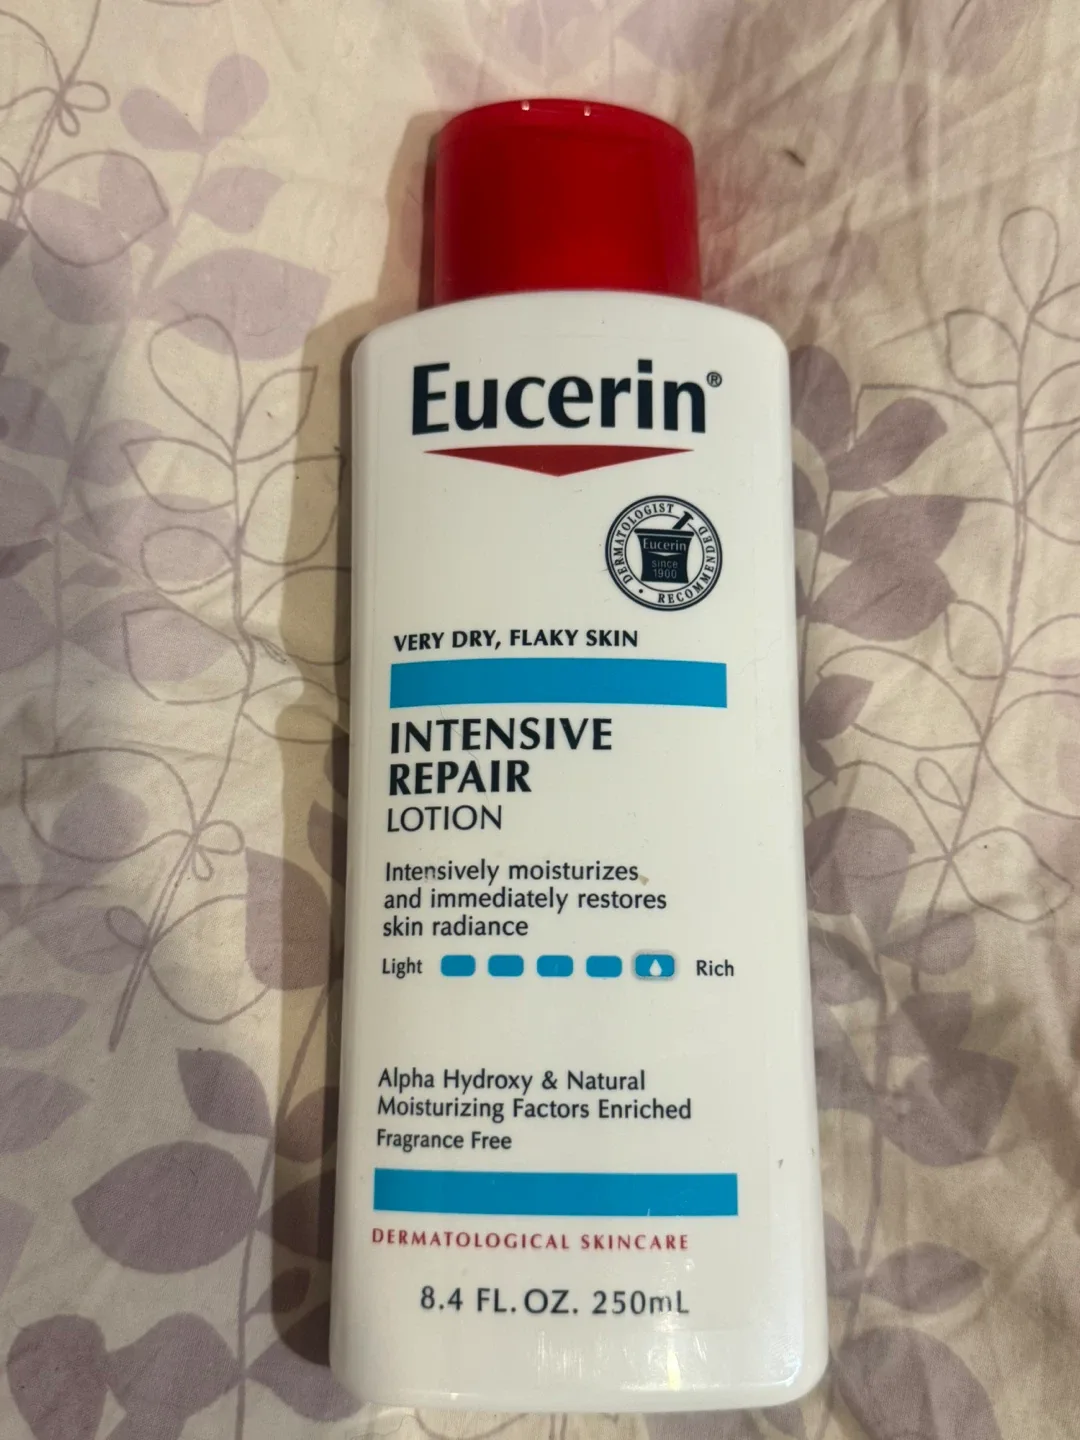 Eucerin®
DERMATOLOGIST RECOMMENDED
Eucerin
since
1900
VERY DRY, FLAKY SKIN
INTENSIVE
REPAIR
LOTION
Intensively moisturizes
and immediately restores
skin radiance
Light Rich
Alpha Hydroxy & Natural
Moisturizing Factors Enriched
Fragrance Free
DERMATOLOGICAL SKINCARE
8.4 FL. OZ. 250mL